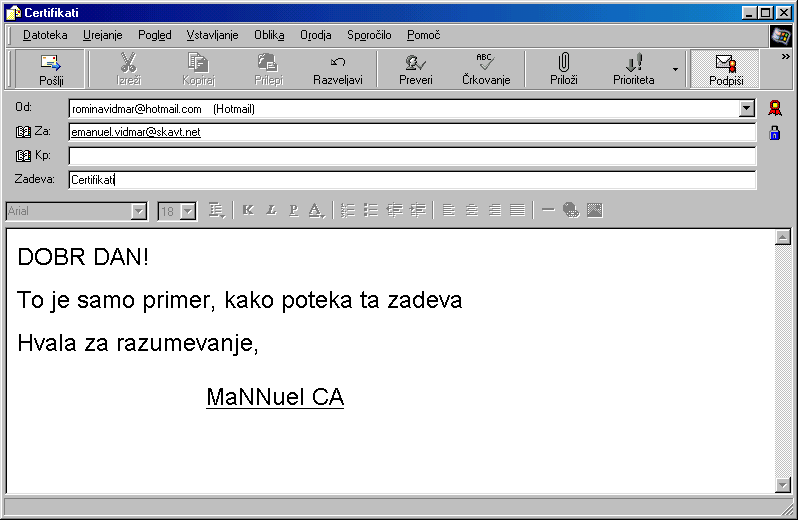 Certifikati
Datoteka Urejanje Pogled Vstavljanje Oblika Orodja Sporočilo Pomoč
Pošlji Izreži Kopiraj Prilepi Razveljavi Preveri Črkovanje Priloži Prioriteta Podpiši
Od: rominavidmar@hotmail.com (Hotmail)
Za: emanuel.vidmar@skavt.net
Kp:
Zadeva: Certifikati
Arial 18 K L P A
DOBR DAN!
To je samo primer, kako poteka ta zadeva
Hvala za razumevanje,
MaNNuel CA